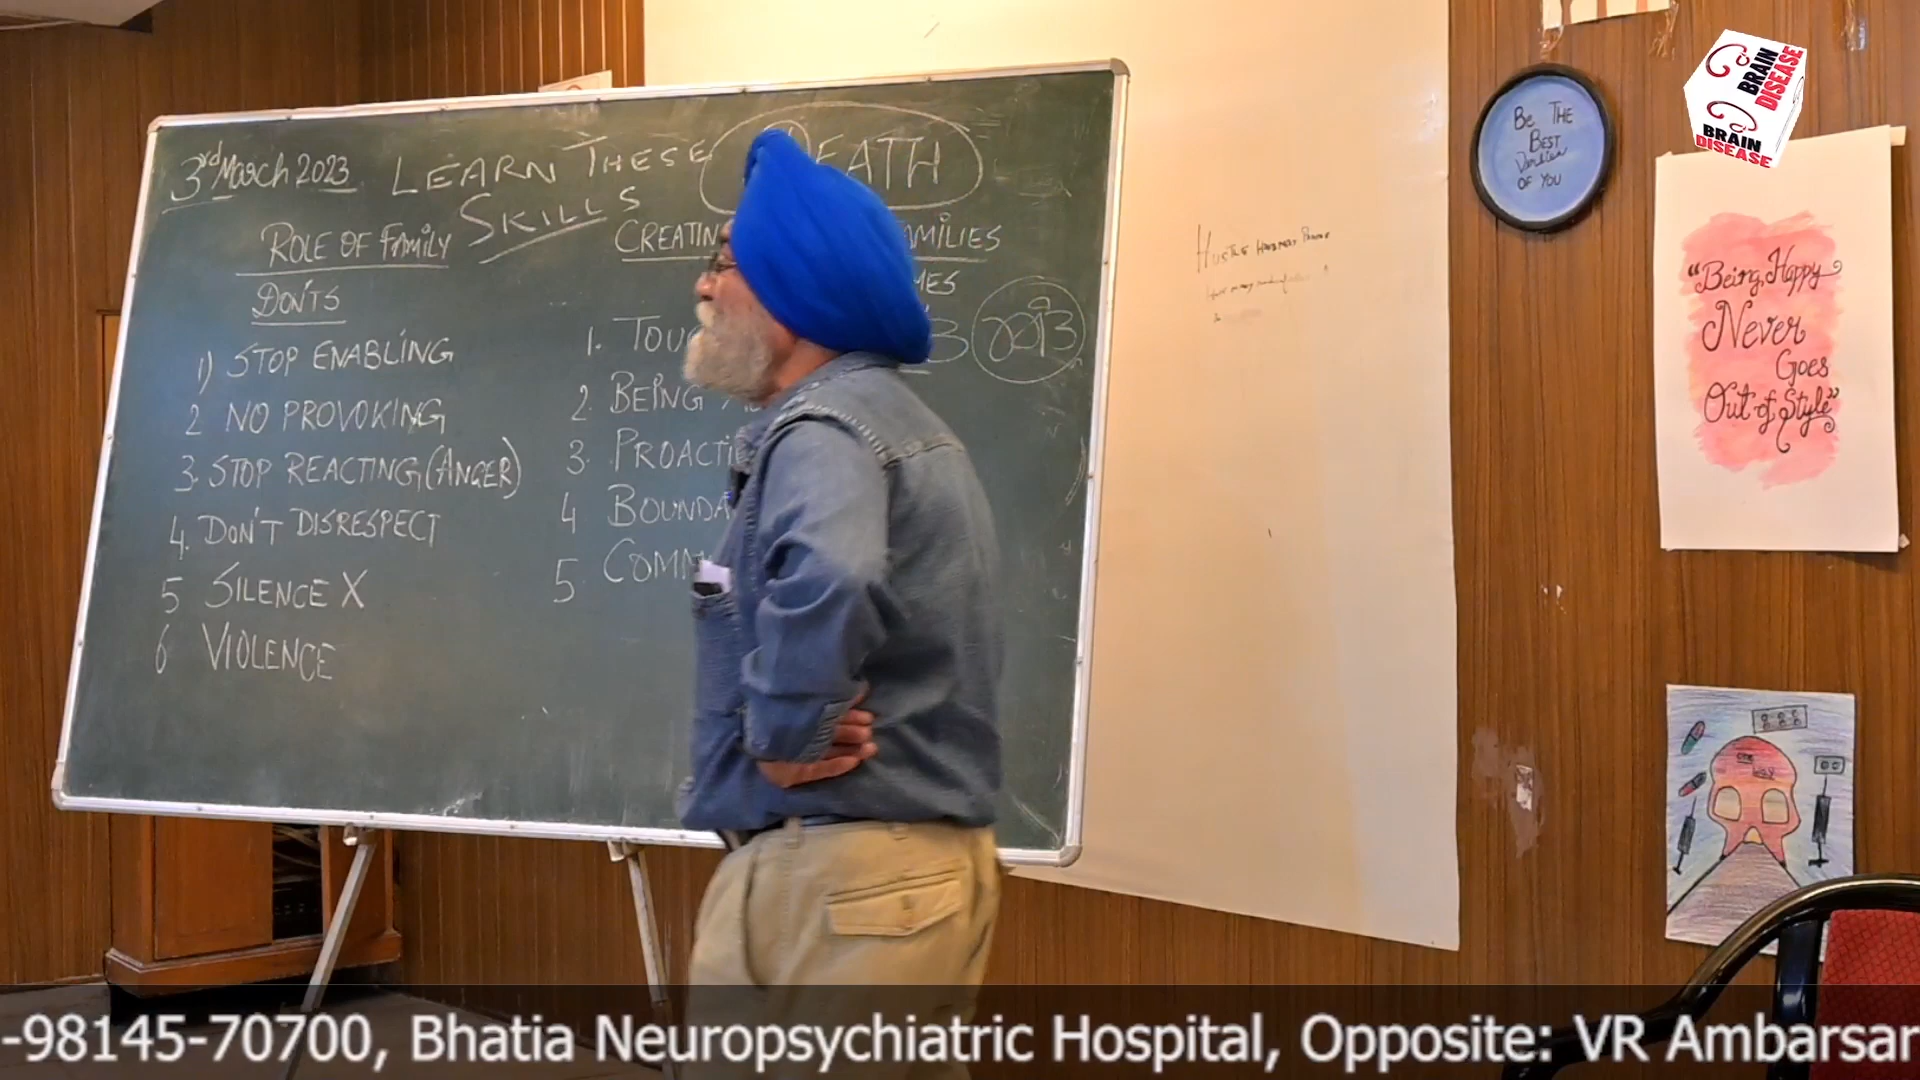 3rd March 2023
LEARN THESE
SKILLS
EATH
ROLE OF FAMILY
DON'TS
1) STOP ENABLING
2 NO PROVOKING
3. STOP REACTING (ANGER)
4. DON'T DISRESPECT
5 SILENCE X
6 VIOLENCE
CREATIN
AMILIES
MES
1. TOU
2. BEING
3. PROACTI
4 BOUNDA
5 COMM
BE THE
BEST
Version
OF YOU
BRAIN
DISEASE
BRAIN
DISEASE
"Being Happy
Never
Goes
Out of Style"
-98145-70700, Bhatia Neuropsychiatric Hospital, Opposite: VR Ambarsar